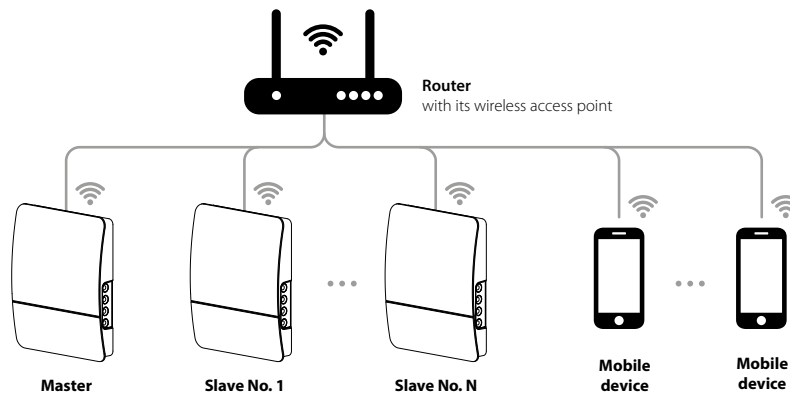 Router
with its wireless access point
Master
Slave No. 1
Slave No. N
Mobile
device
Mobile
device